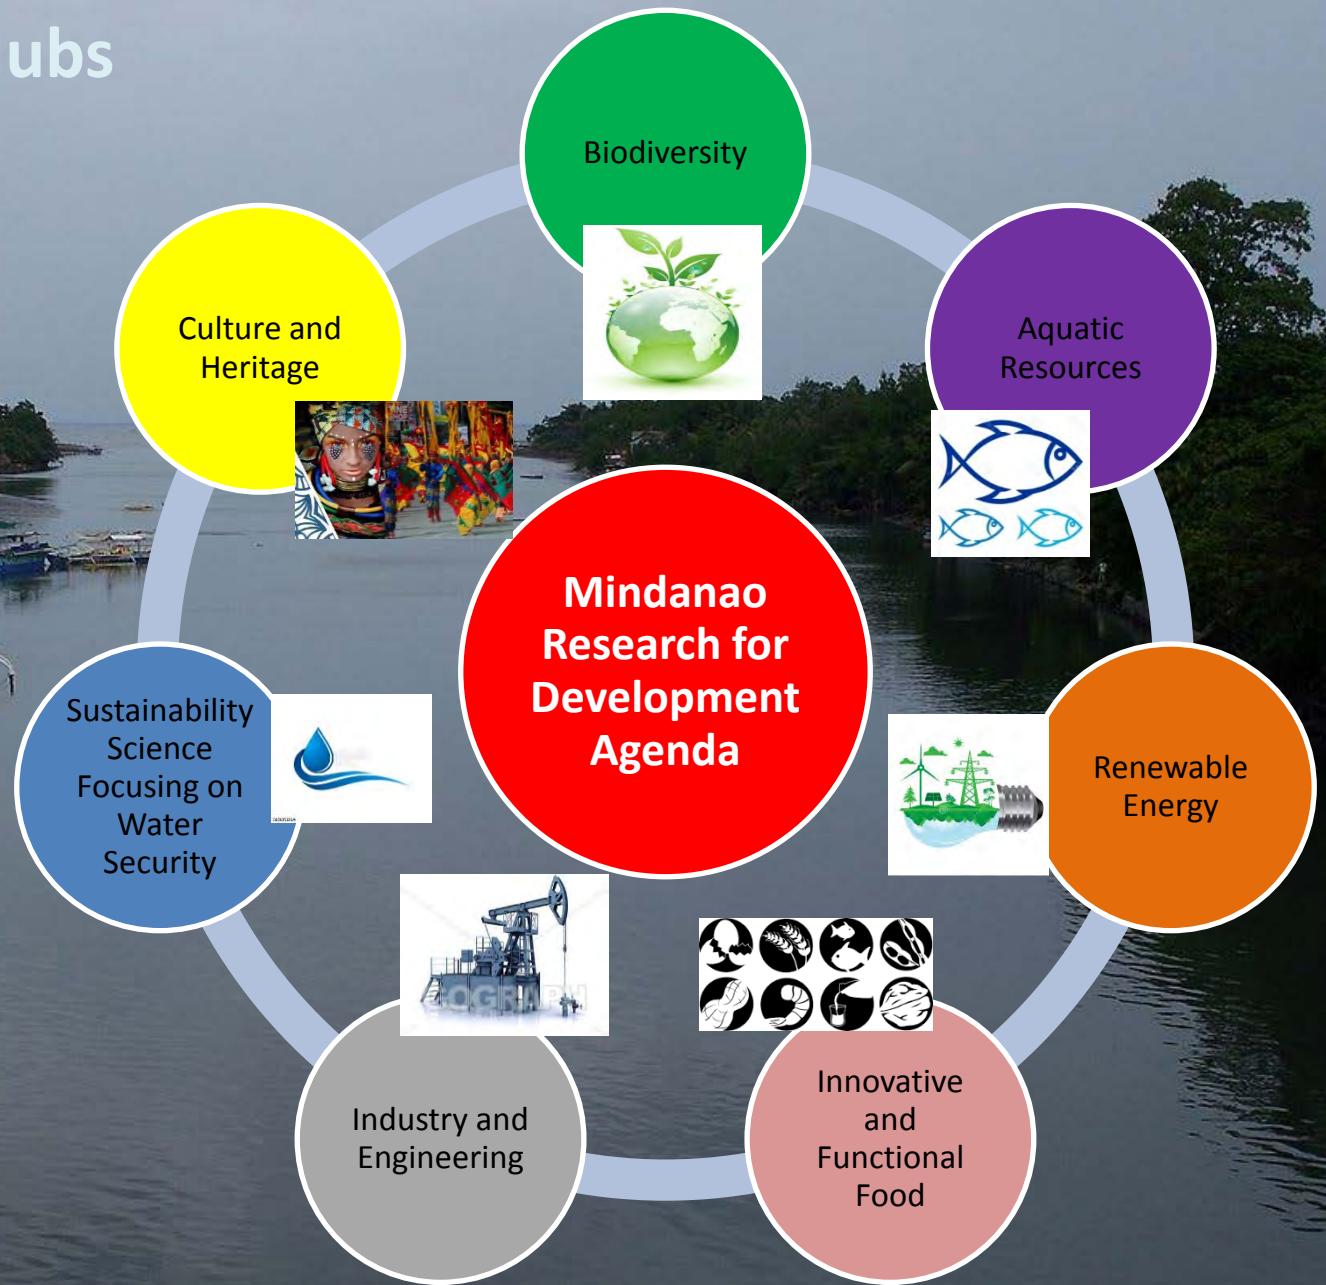 ubs
Biodiversity
Culture and
Heritage
Aquatic
Resources
Mindanao
Research for
Development
Agenda
Sustainability
Science
Focusing on
Water
Security
Renewable
Energy
Industry and
Engineering
Innovative
and
Functional
Food